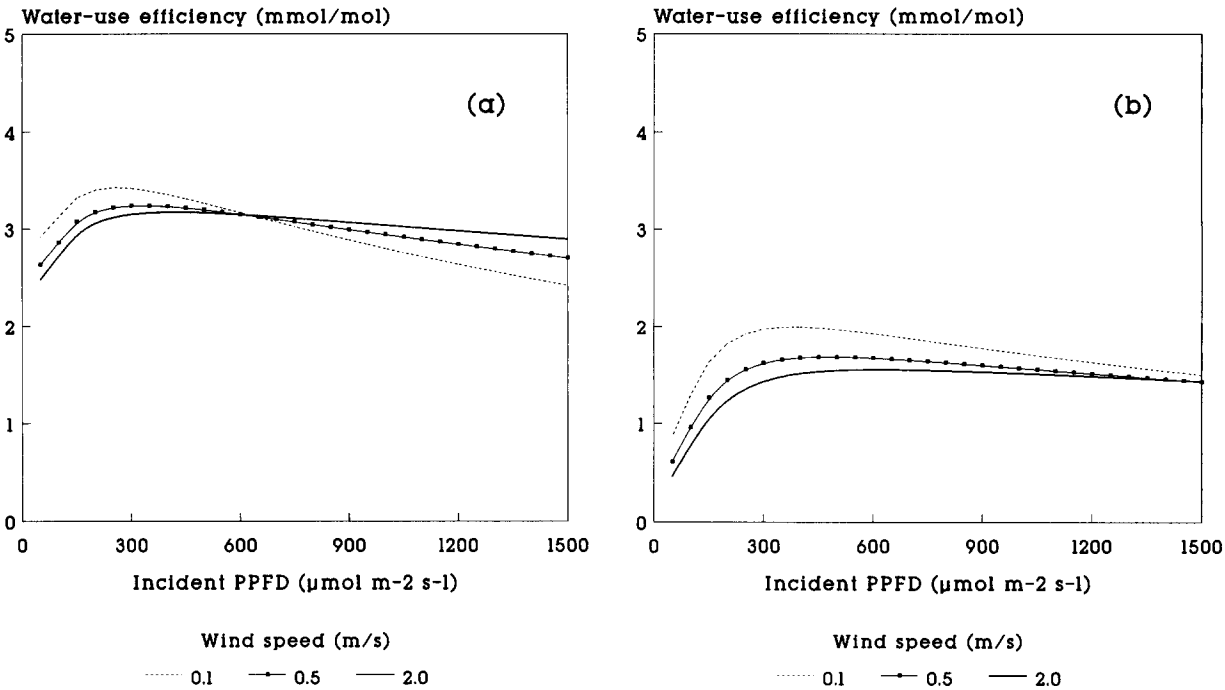 Water-use efficiency (mmol/mol)
5
4
3
2
1
0
(a)
0 300 600 900 1200 1500
Incident PPFD (µmol m-2 s-1)
Wind speed (m/s)
0.1 0.5 2.0
Water-use efficiency (mmol/mol)
5
4
3
2
1
0
(b)
0 300 600 900 1200 1500
Incident PPFD (µmol m-2 s-1)
Wind speed (m/s)
0.1 0.5 2.0